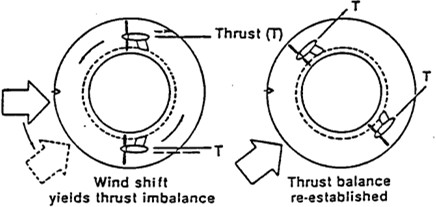 Thrust (T)
T
Wind shift
yields thrust imbalance
T
T
Thrust balance
re-established